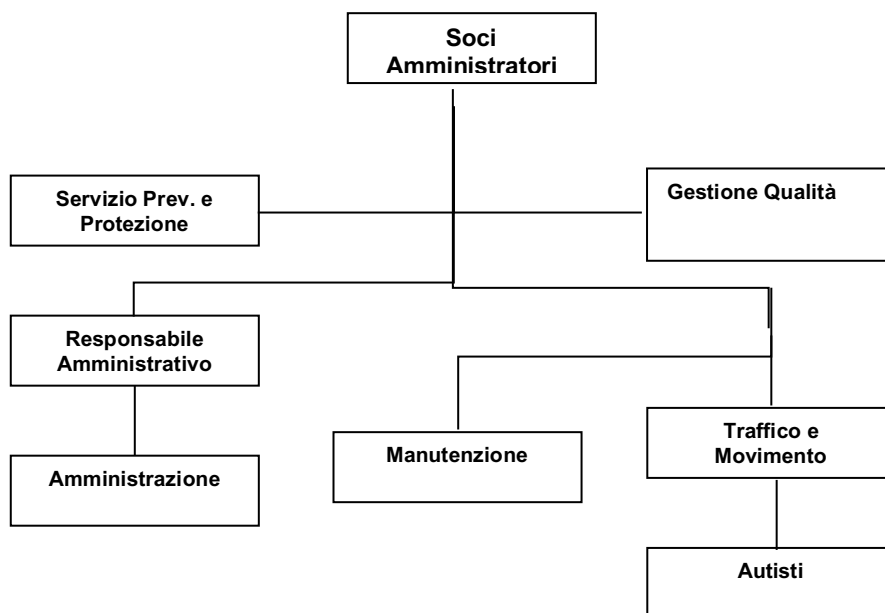 Soci
Amministratori
Servizio Prev. e
Protezione
Gestione Qualità
Responsabile
Amministrativo
Amministrazione
Manutenzione
Traffico e
Movimento
Autisti